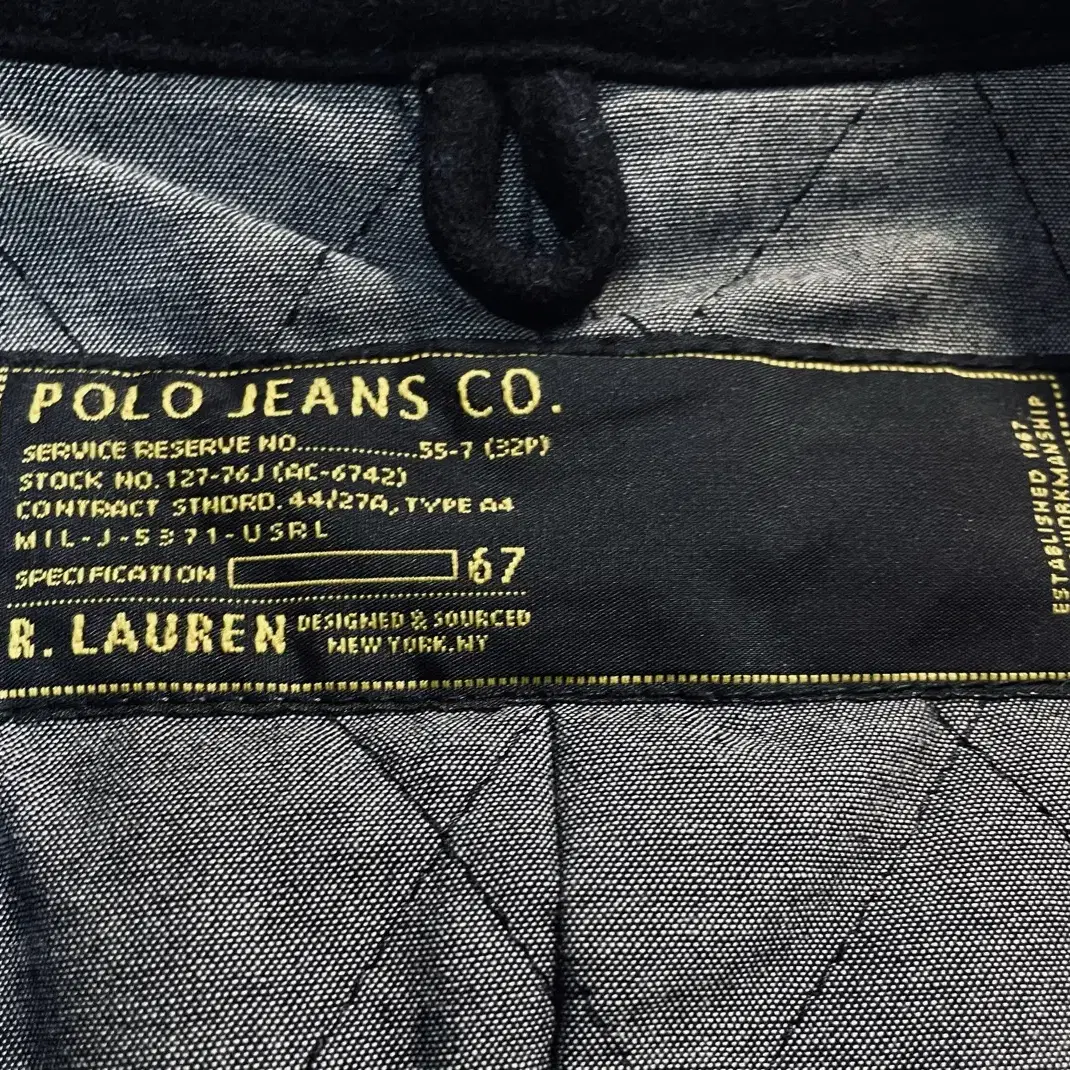 POLO JEANS CO.
SERVICE RESERVE NO..................55-7 (32P)
STOCK NO. 127-76J (AC-6742)
CONTRACT STNDRD. 44/27A, TYPE A4
MIL-J-5371-USRL
SPECIFICATION 67
R. LAUREN DESIGNED & SOURCED
NEW YORK, NY
ESTABLISHED 1967
WORKMANSHIP